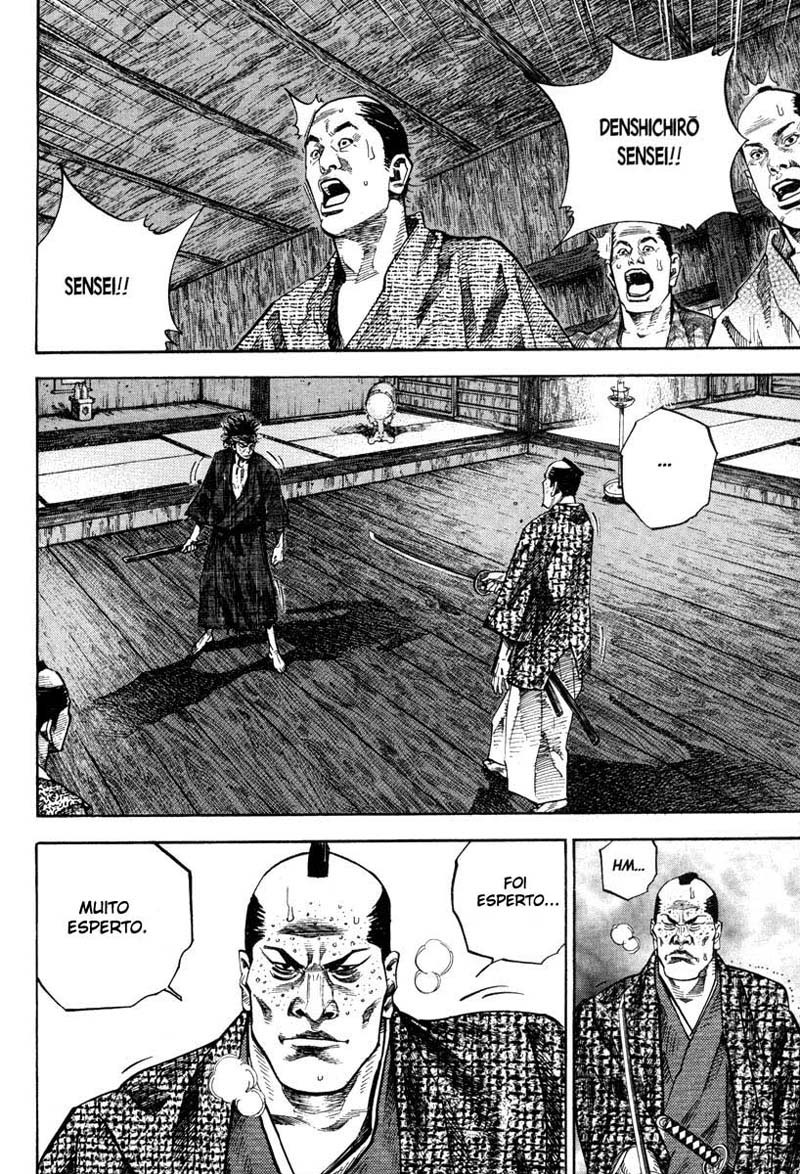 DENSHICHIRŌ
SENSEI!!
SENSEI!!
...
HM...
FOI
ESPERTO...
MUITO
ESPERTO.